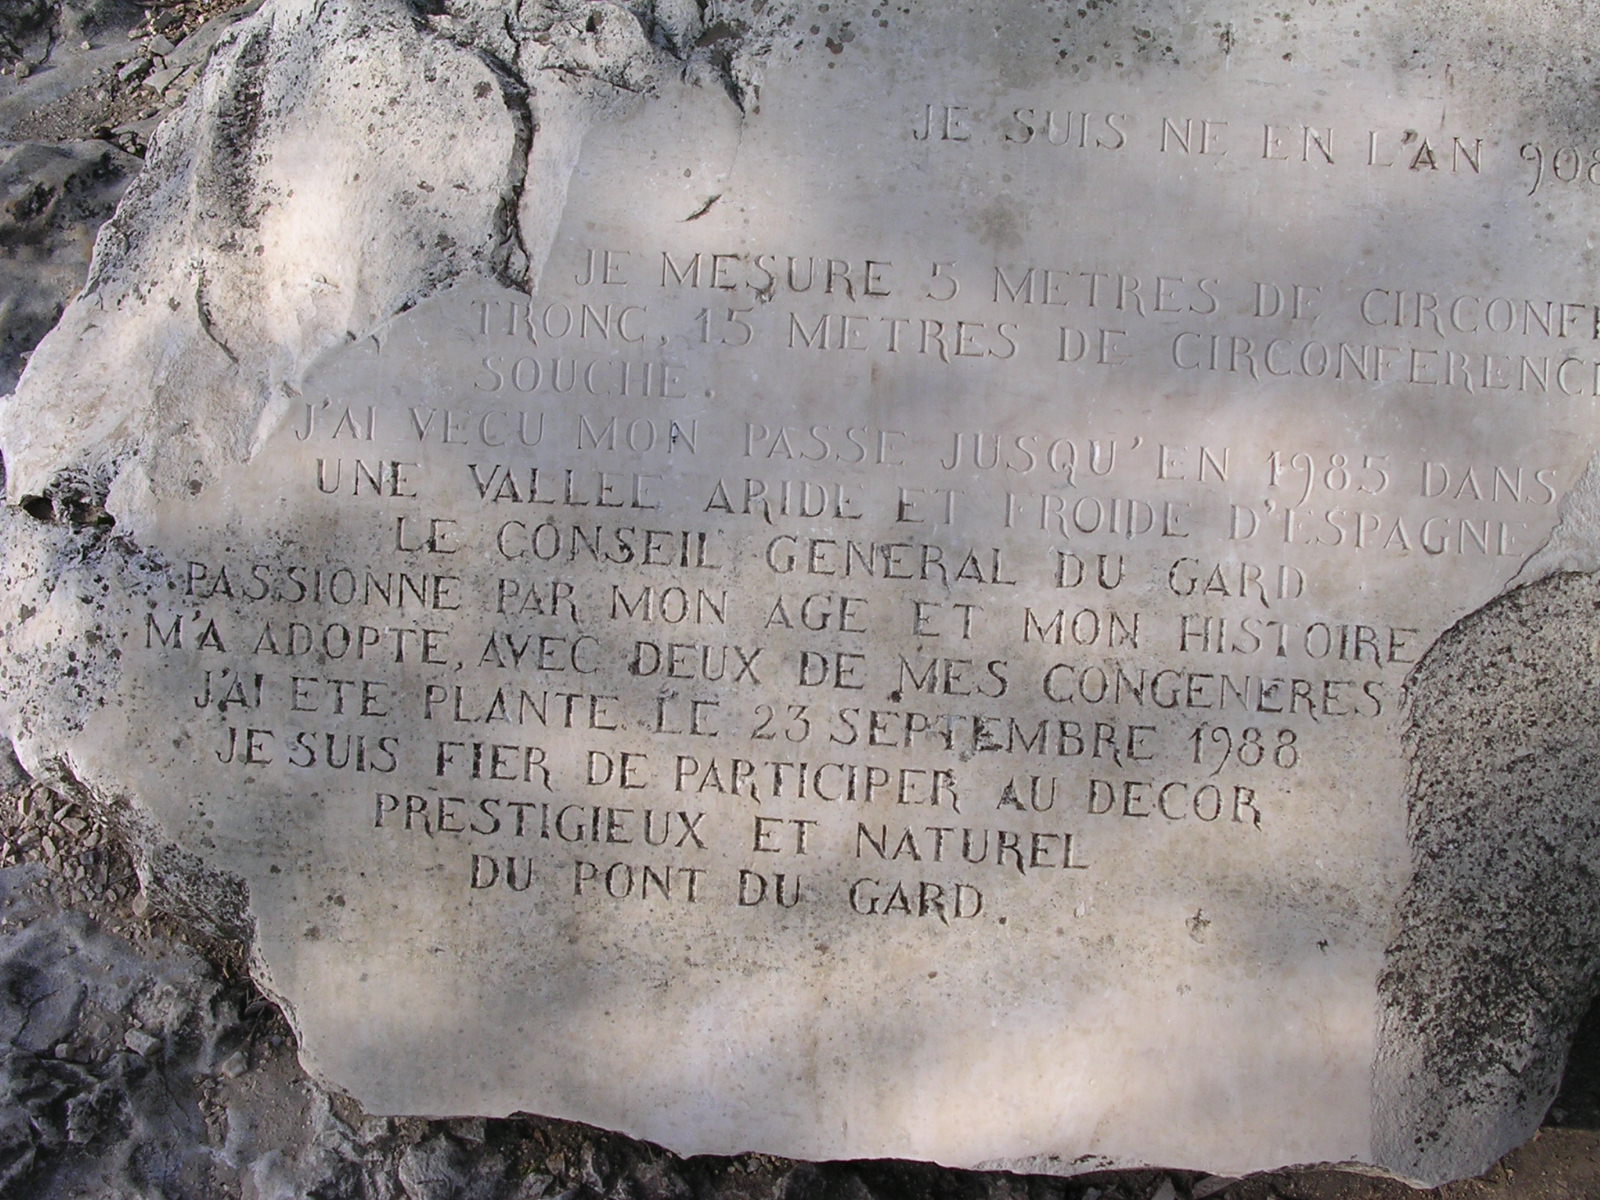 JE SUIS NE EN L'AN 908
JE MESURE 5 METRES DE CIRCONFE
TRONC, 15 METRES DE CIRCONFERENCE
SOUCHE.
J'AI VECU MON PASSE JUSQU'EN 1985 DANS
UNE VALLEE ARIDE ET FROIDE D'ESPAGNE
LE CONSEIL GENERAL DU GARD
PASSIONNE PAR MON AGE ET MON HISTOIRE
M'A ADOPTE, AVEC DEUX DE MES CONGENERES
J'AI ETE PLANTE LE 23 SEPTEMBRE 1988
JE SUIS FIER DE PARTICIPER AU DECOR
PRESTIGIEUX ET NATUREL
DU PONT DU GARD.